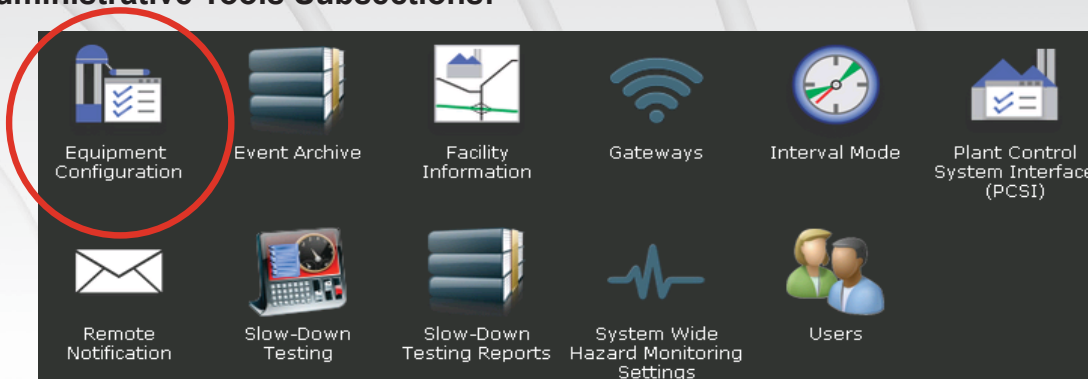 Administrative Tools Subsections:
Equipment
Configuration
Event Archive
Facility
Information
Gateways
Interval Mode
Plant Control
System Interface
(PCSI)
Remote
Notification
Slow-Down
Testing
Slow-Down
Testing Reports
System Wide
Hazard Monitoring
Settings
Users